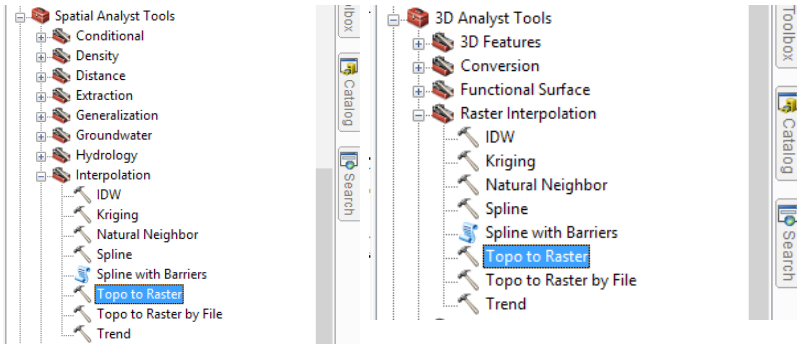 Spatial Analyst Tools
Conditional
Density
Distance
Extraction
Generalization
Groundwater
Hydrology
Interpolation
IDW
Kriging
Natural Neighbor
Spline
Spline with Barriers
Topo to Raster
Topo to Raster by File
Trend
Catalog
Search
3D Analyst Tools
3D Features
Conversion
Functional Surface
Raster Interpolation
IDW
Kriging
Natural Neighbor
Spline
Spline with Barriers
Topo to Raster
Topo to Raster by File
Trend
Toolbox
Catalog
Search